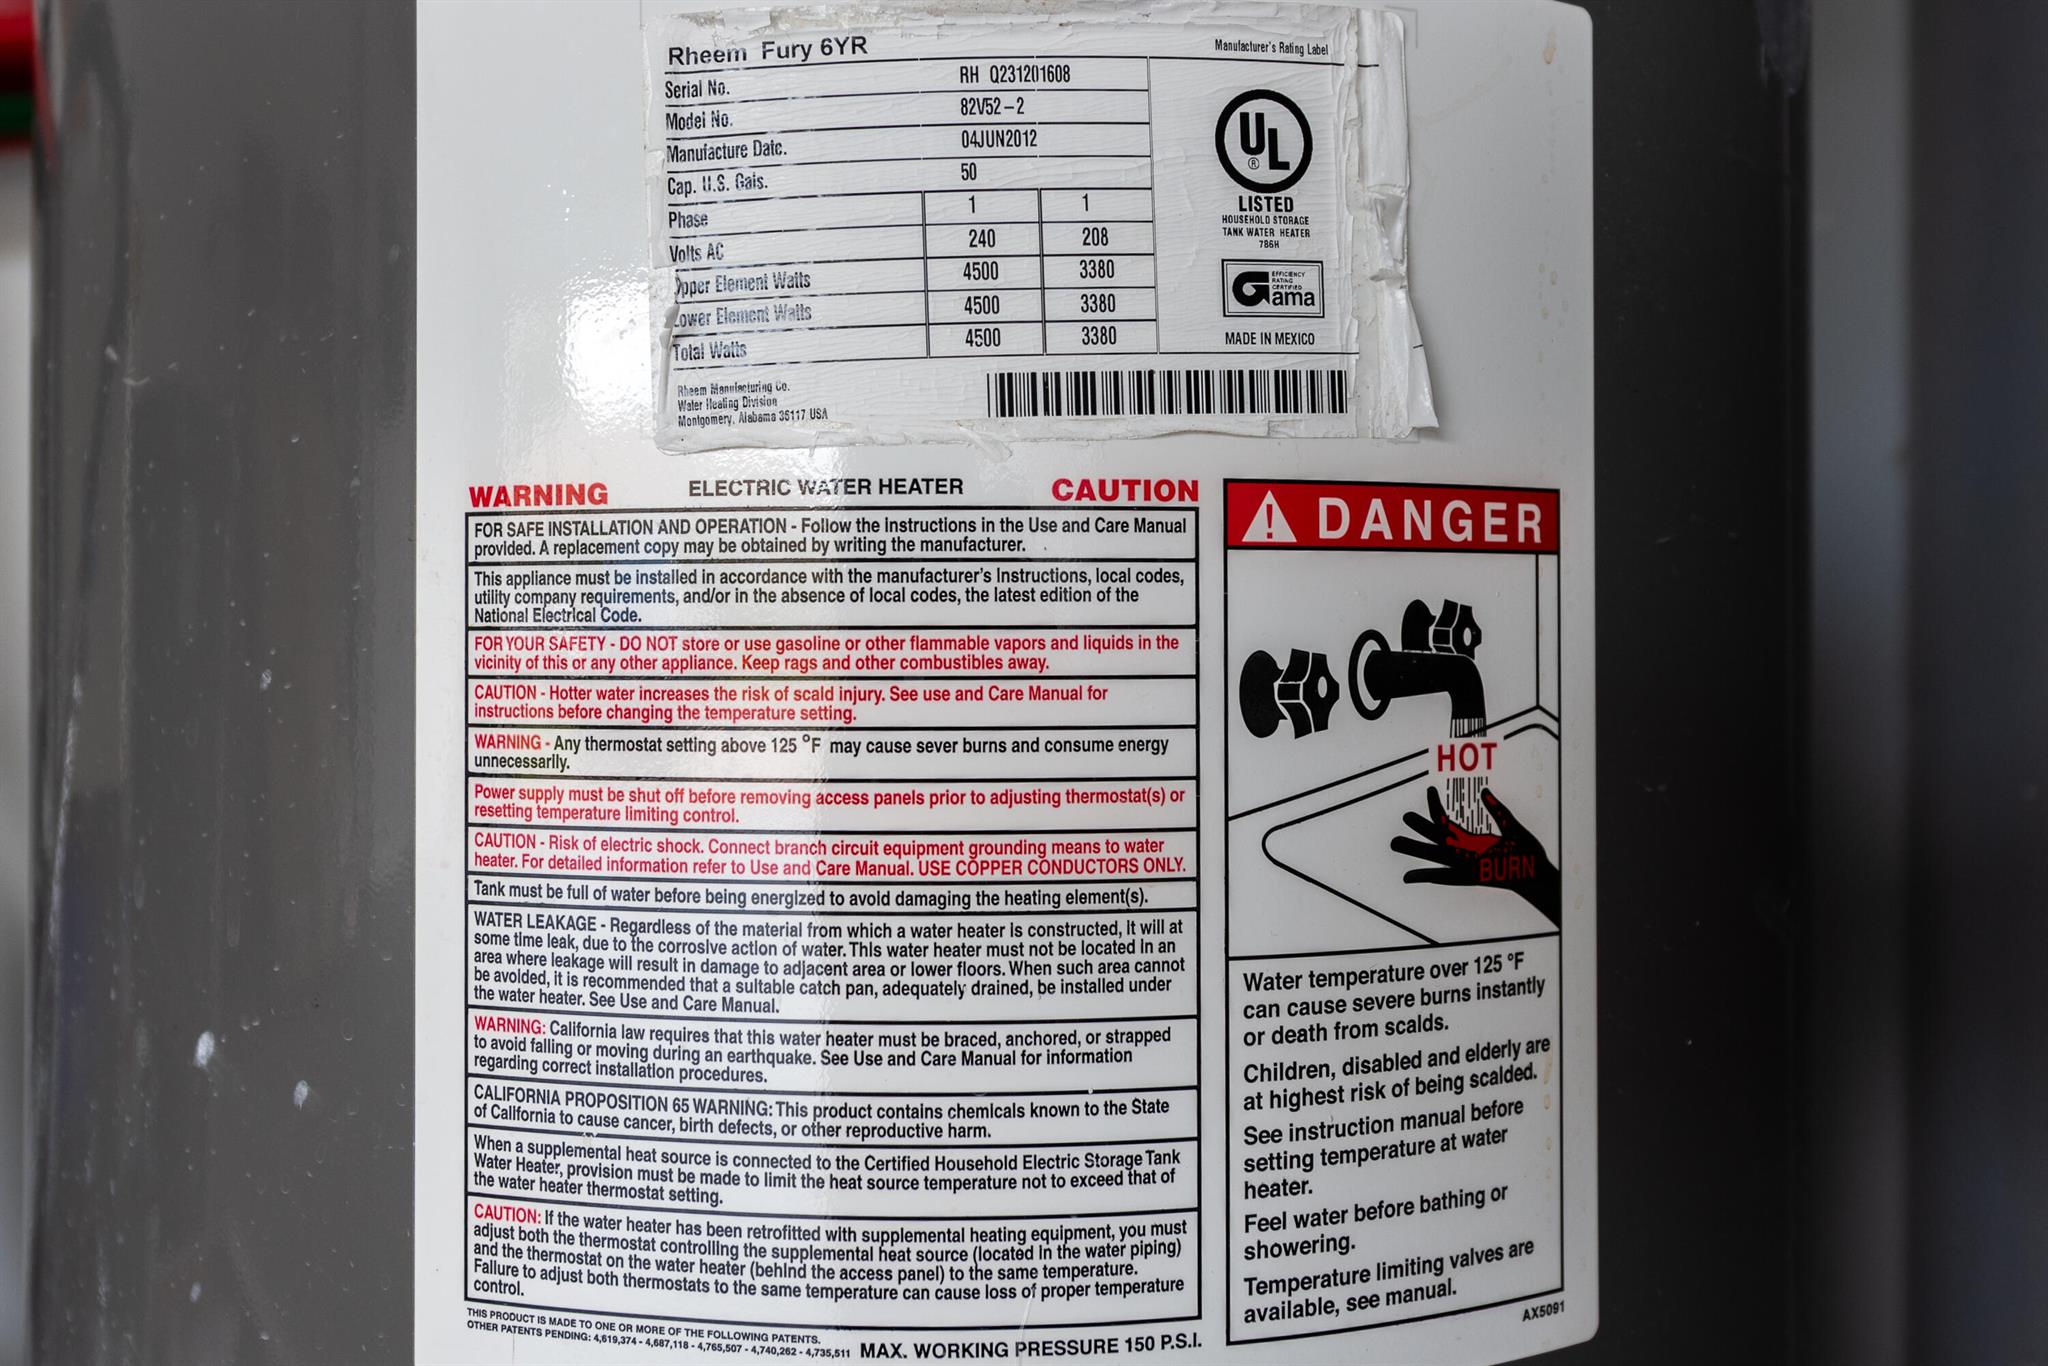 Rheem Fury 6YR
Manufacturer's Rating Label
Serial No. RH Q231201608
Model No. 82V52-2
Manufacture Date. 04JUN2012
Cap. U.S. Gals. 50
Phase 1 1
Volts AC 240 208
Upper Element Watts 4500 3380
Lower Element Watts 4500 3380
Total Watts 4500 3380
Rheem Manufacturing Co.
Water Heating Division
Montgomery, Alabama 36117 USA
UL
®
LISTED
HOUSEHOLD STORAGE
TANK WATER HEATER
786H
EFFICIENCY
RATING
CERTIFIED
Gama
MADE IN MEXICO
WARNING ELECTRIC WATER HEATER CAUTION
FOR SAFE INSTALLATION AND OPERATION - Follow the Instructions in the Use and Care Manual
provided. A replacement copy may be obtained by writing the manufacturer.
This appliance must be installed in accordance with the manufacturer's Instructions, local codes,
utility company requirements, and/or in the absence of local codes, the latest edition of the
National Electrical Code.
FOR YOUR SAFETY - DO NOT store or use gasoline or other flammable vapors and liquids in the
vicinity of this or any other appliance. Keep rags and other combustibles away.
CAUTION - Hotter water increases the risk of scald injury. See use and Care Manual for
instructions before changing the temperature setting.
WARNING - Any thermostat setting above 125 °F may cause sever burns and consume energy
unnecessarily.
Power supply must be shut off before removing access panels prior to adjusting thermostat(s) or
resetting temperature limiting control.
CAUTION - Risk of electric shock. Connect branch circuit equipment grounding means to water
heater. For detailed information refer to Use and Care Manual. USE COPPER CONDUCTORS ONLY.
Tank must be full of water before being energized to avoid damaging the heating element(s).
WATER LEAKAGE - Regardless of the material from which a water heater is constructed, it will at
some time leak, due to the corrosive action of water. This water heater must not be located in an
area where leakage will result in damage to adjacent area or lower floors. When such area cannot
be avoided, it is recommended that a suitable catch pan, adequately drained, be installed under
the water heater. See Use and Care Manual.
WARNING: California law requires that this water heater must be braced, anchored, or strapped
to avoid falling or moving during an earthquake. See Use and Care Manual for information
regarding correct installation procedures.
CALIFORNIA PROPOSITION 65 WARNING: This product contains chemicals known to the State
of California to cause cancer, birth defects, or other reproductive harm.
When a supplemental heat source is connected to the Certified Household Electric Storage Tank
Water Heater, provision must be made to limit the heat source temperature not to exceed that of
the water heater thermostat setting.
CAUTION: If the water heater has been retrofitted with supplemental heating equipment, you must
adjust both the thermostat controlling the supplemental heat source (located in the water piping)
and the thermostat on the water heater (behind the access panel) to the same temperature.
Failure to adjust both thermostats to the same temperature can cause loss of proper temperature
control.
THIS PRODUCT IS MADE TO ONE OR MORE OF THE FOLLOWING PATENTS.
OTHER PATENTS PENDING: 4,619,374 - 4,687,118 - 4,765,507 - 4,740,262 - 4,735,511
MAX. WORKING PRESSURE 150 P.S.I.
DANGER
HOT
BURN
Water temperature over 125 °F
can cause severe burns instantly
or death from scalds.
Children, disabled and elderly are
at highest risk of being scalded.
See instruction manual before
setting temperature at water
heater.
Feel water before bathing or
showering.
Temperature limiting valves are
available, see manual.
AX5091